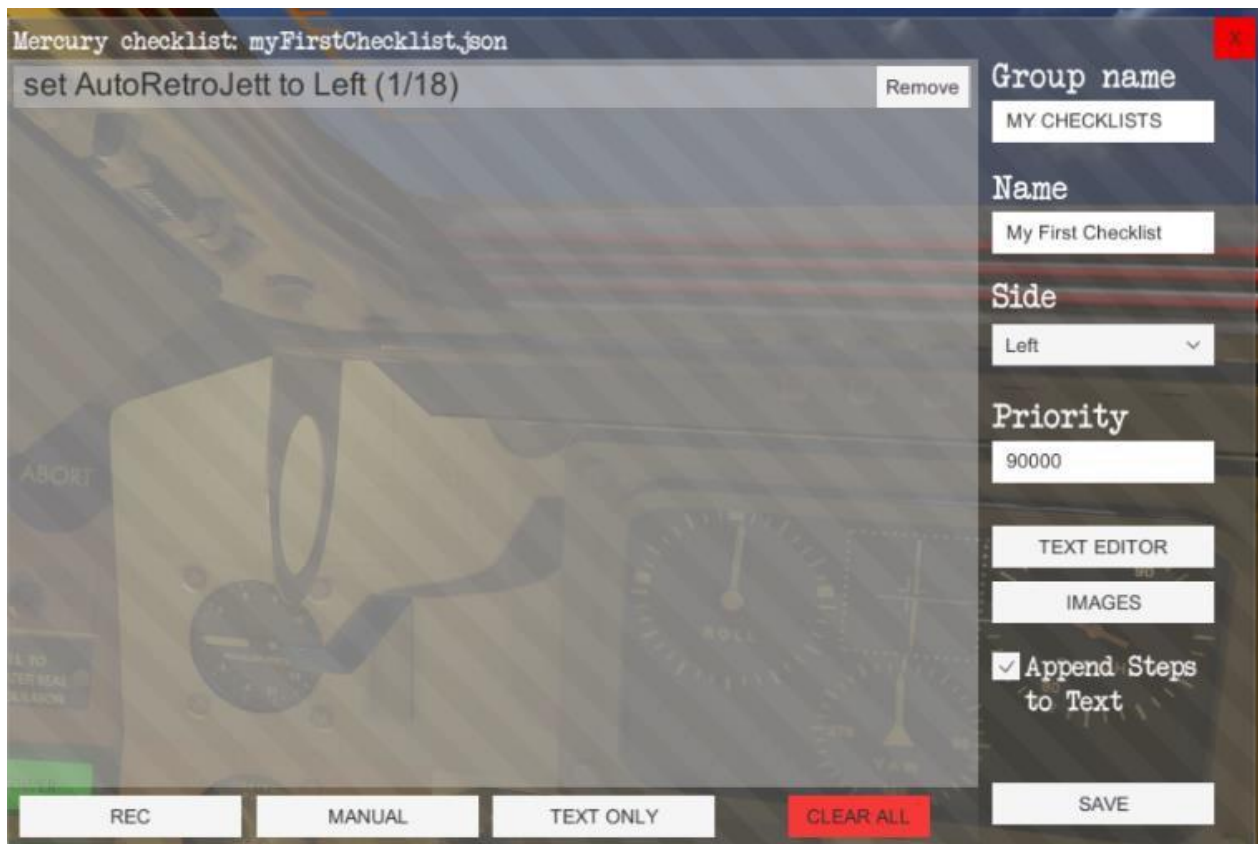 Mercury checklist: myFirstChecklist.json
X
set AutoRetroJett to Left (1/18)
Remove
Group name
MY CHECKLISTS
Name
My First Checklist
Side
Left
Priority
90000
TEXT EDITOR
IMAGES
Append Steps
to Text
SAVE
REC
MANUAL
TEXT ONLY
CLEAR ALL
ABORT
ROLL
YAW
90